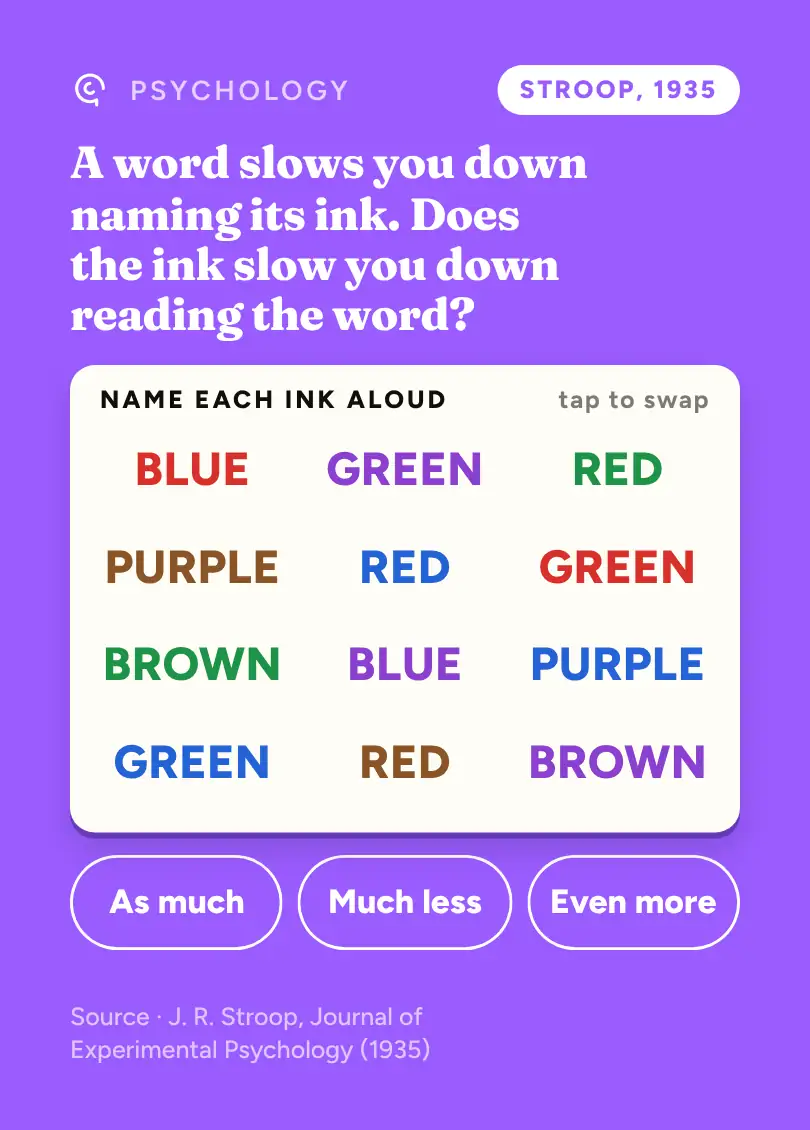 PSYCHOLOGY
STROOP, 1935
A word slows you down
naming its ink. Does
the ink slow you down
reading the word?
NAME EACH INK ALOUD
tap to swap
BLUE GREEN RED
PURPLE RED GREEN
BROWN BLUE PURPLE
GREEN RED BROWN
As much
Much less
Even more
Source · J. R. Stroop, Journal of
Experimental Psychology (1935)